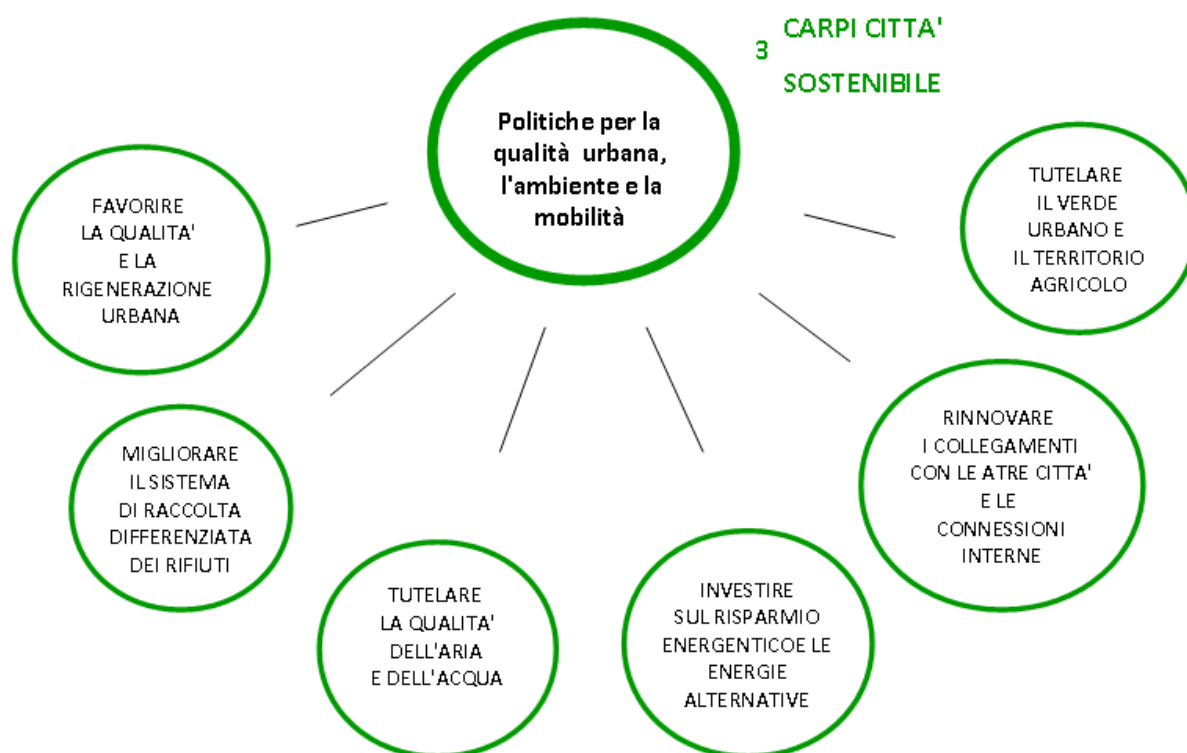 3
CARPI CITTA'
SOSTENIBILE
Politiche per la
qualità urbana,
l'ambiente e la
mobilità
FAVORIRE
LA QUALITA'
E LA
RIGENERAZIONE
URBANA
MIGLIORARE
IL SISTEMA
DI RACCOLTA
DIFFERENZIATA
DEI RIFIUTI
TUTELARE
LA QUALITA'
DELL'ARIA
E DELL'ACQUA
INVESTIRE
SUL RISPARMIO
ENERGENTICOE LE
ENERGIE
ALTERNATIVE
RINNOVARE
I COLLEGAMENTI
CON LE ATRE CITTA'
E LE
CONNESSIONI
INTERNE
TUTELARE
IL VERDE
URBANO E
IL TERRITORIO
AGRICOLO